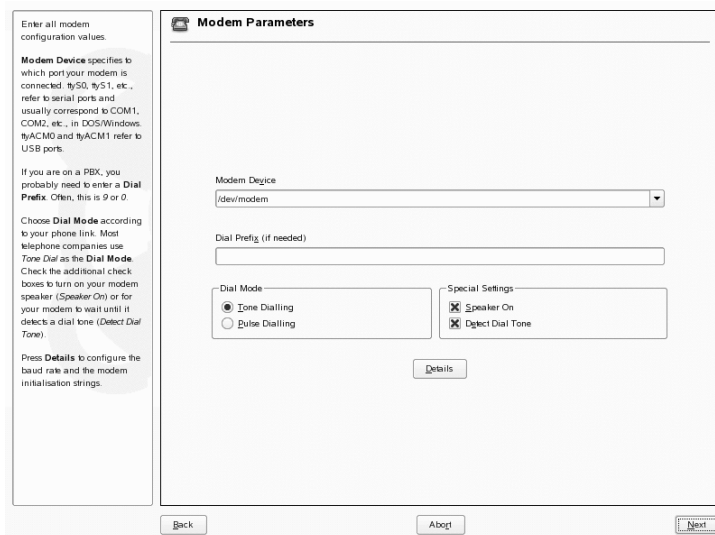 Enter all modem
configuration values.
Modem Device specifies to
which port your modem is
connected. ttyS0, ttyS1, etc.,
refer to serial ports and
usually correspond to COM1,
COM2, etc., in DOS/Windows.
ttyACM0 and ttyACM1 refer to
USB ports.
If you are on a PBX, you
probably need to enter a Dial
Prefix. Often, this is 9 or 0.
Choose Dial Mode according
to your phone link. Most
telephone companies use
Tone Dial as the Dial Mode.
Check the additional check
boxes to turn on your modem
speaker (Speaker On) or for
your modem to wait until it
detects a dial tone (Detect Dial
Tone).
Press Details to configure the
baud rate and the modem
initialisation strings.
Modem Parameters
Modem Device
/dev/modem
Dial Prefix (if needed)
Dial Mode
Tone Dialling
Pulse Dialling
Special Settings
Speaker On
Detect Dial Tone
Details
Back
Abort
Next